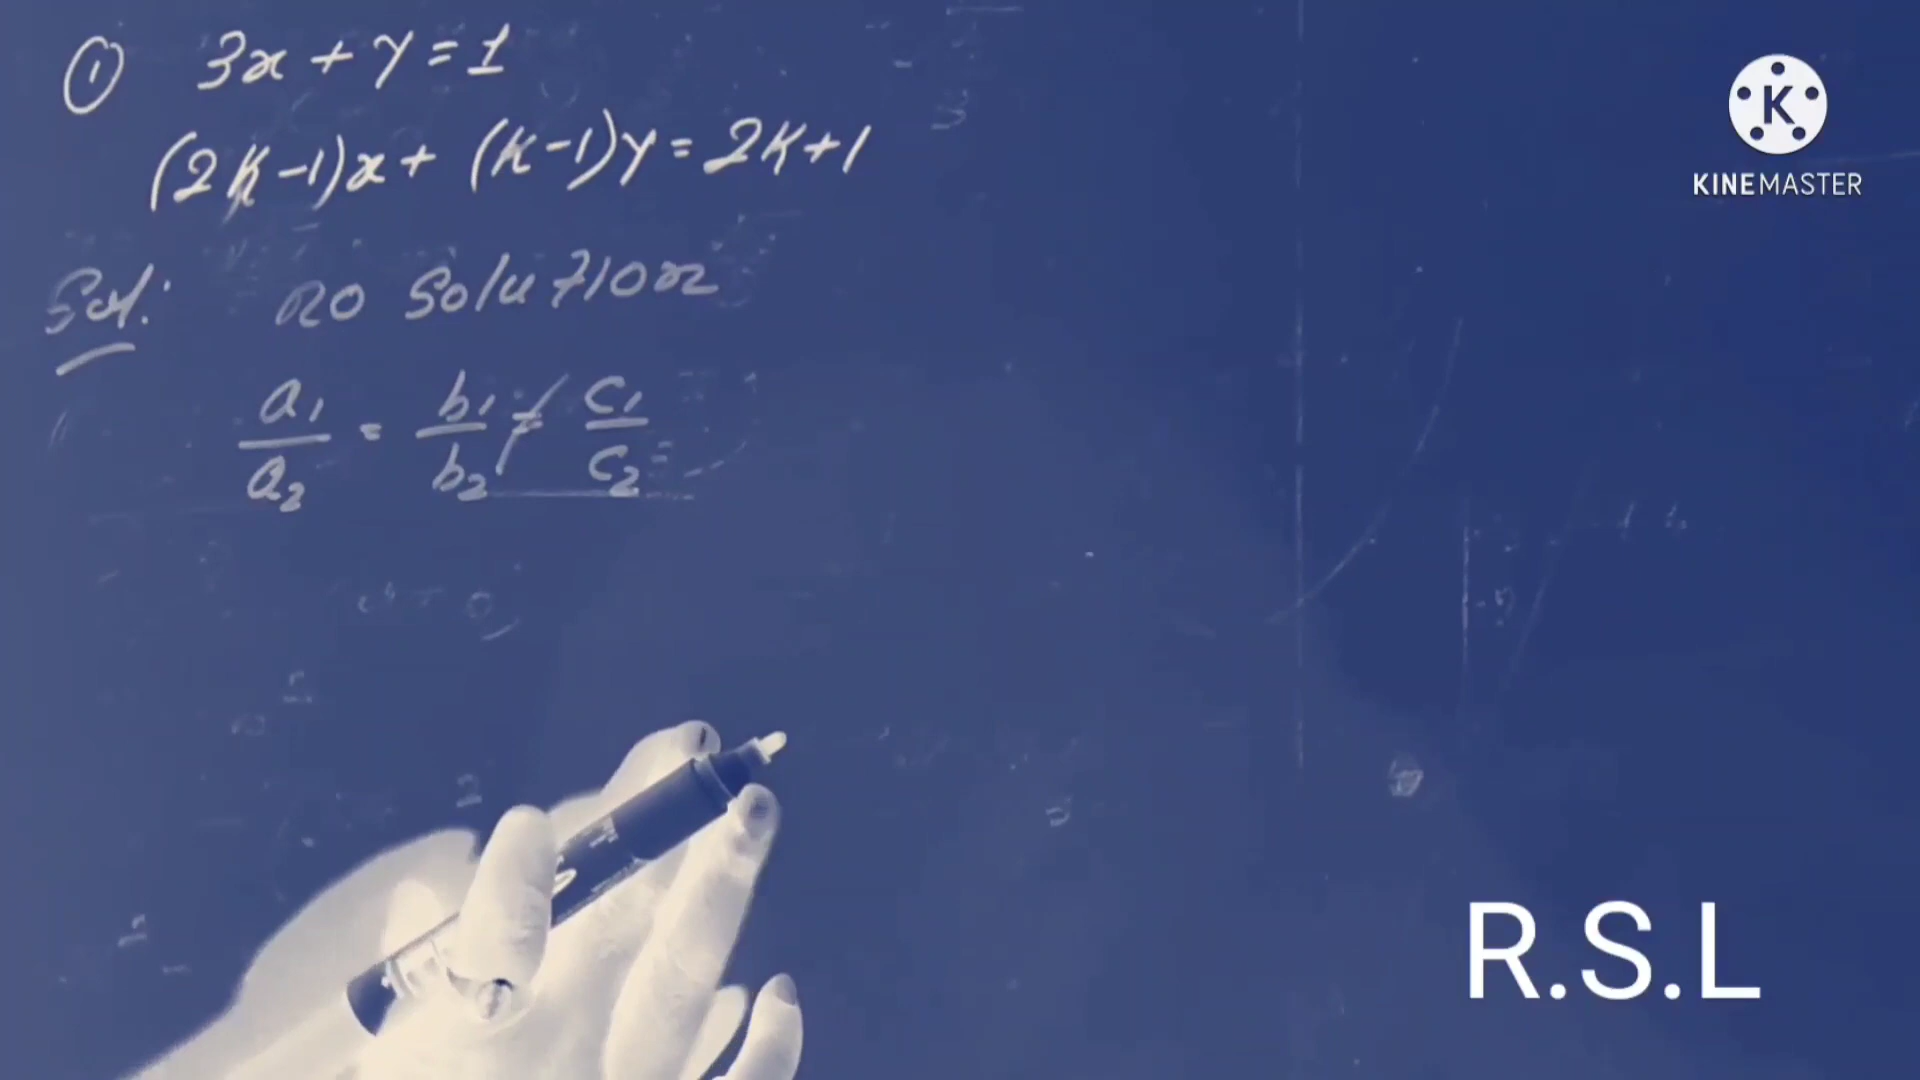 ① 3x + y = 1
(2k-1)x + (k-1)y = 2k+1
Sol: no solution
a1/a2 = b1/b2 ≠ c1/c2
K
KINEMASTER
R.S.L